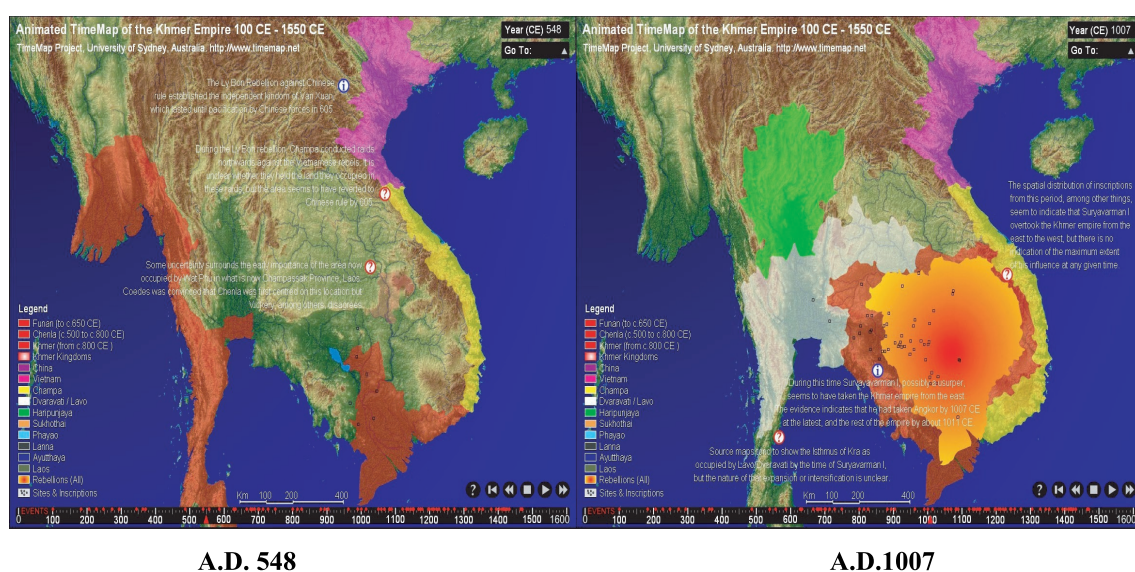 Animated TimeMap of the Khmer Empire 100 CE - 1550 CE
TimeMap Project, University of Sydney, Australia. http://www.timemap.net
Year (CE) 548
Go To:
The Ly Bon Rebellion against Chinese
rule established the independent kindom of Van Xuan,
which lasted until pacification by Chinese forces in 605.
During the Ly Bon rebellion, Champa conducted raids
northwards against the Vietnamese rebels. It is
unclear whether they held the land they occupied in
these raids, but the area seems to have reverted to
Chinese rule by 605.
Some uncertainty surrounds the early importance of the area now
occupied by Wat Phu in what is now Champassak Province, Laos.
Coedes was convinced that Chenla was first centred on this location but
Vickery, among others, disagrees.
Legend
Funan (to c.650 CE)
Chenla (c.500 to c.800 CE)
Khmer (from c.800 CE )
Khmer Kingdoms
China
Vietnam
Champa
Dvaravati / Lavo
Haripunjaya
Sukhothai
Phayao
Lanna
Ayutthaya
Laos
Rebellions (All)
Sites & Inscriptions
Km 100 200 400
EVENTS
0 100 200 300 400 500 600 700 800 900 1000 1100 1200 1300 1400 1500 1600
A.D. 548
Animated TimeMap of the Khmer Empire 100 CE - 1550 CE
TimeMap Project, University of Sydney, Australia. http://www.timemap.net
Year (CE) 1007
Go To:
The spatial distribution of inscriptions
from this period, among other things,
seem to indicate that Suryavarman I
overtook the Khmer empire from the
east to the west, but there is no
indication of the maximum extent
of his influence at any given time.
During this time Suryavarman I, possibly a usurper,
seems to have taken the Khmer empire from the east.
The evidence indicates that he had taken Angkor by 1007 CE
at the latest, and the rest of the empire by about 1011 CE
Source maps tend to show the Isthmus of Kra as
occupied by Lavo/Dvaravati by the time of Suryavarman I,
but the nature of that expansion or intensification is unclear.
Legend
Funan (to c.650 CE)
Chenla (c.500 to c.800 CE)
Khmer (from c.800 CE )
Khmer Kingdoms
China
Vietnam
Champa
Dvaravati / Lavo
Haripunjaya
Sukhothai
Phayao
Lanna
Ayutthaya
Laos
Rebellions (All)
Sites & Inscriptions
Km 100 200 400
EVENTS
0 100 200 300 400 500 600 700 800 900 1000 1100 1200 1300 1400 1500 1600
A.D.1007